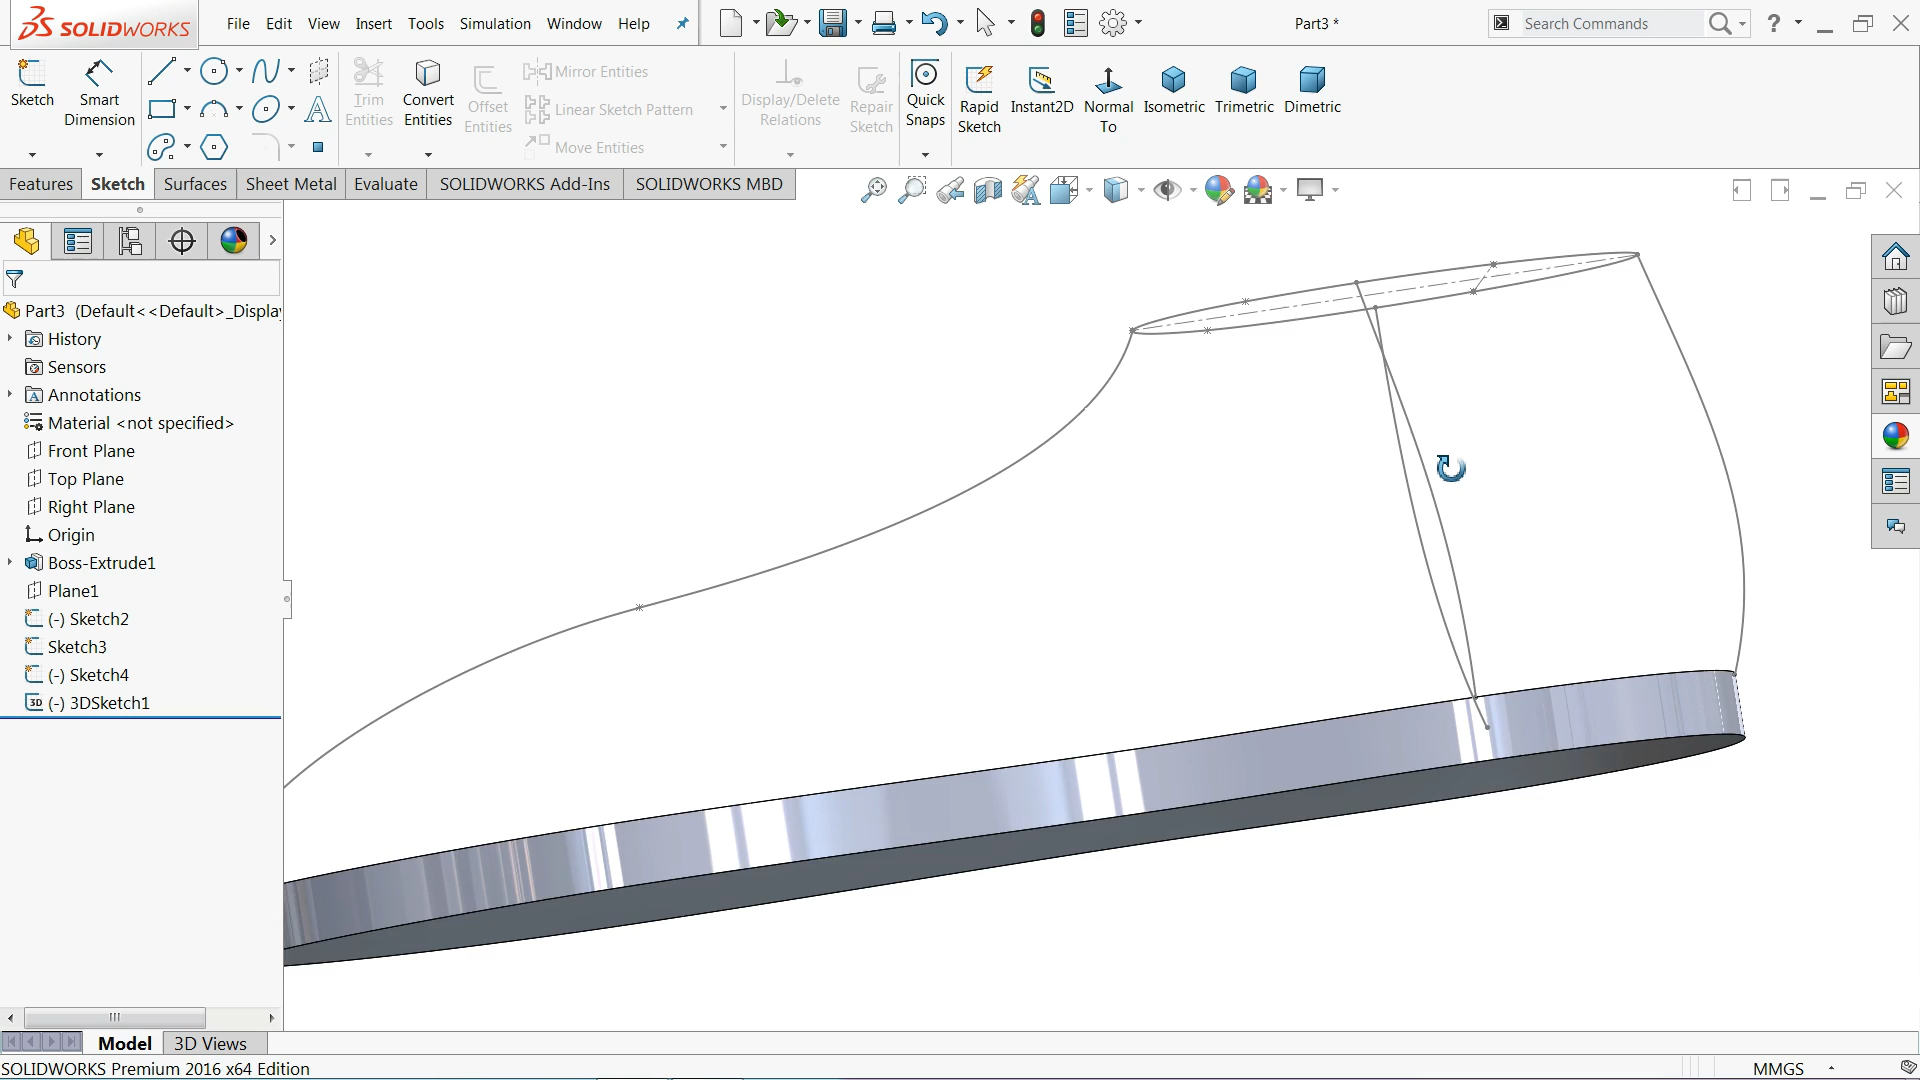 SOLIDWORKS File Edit View Insert Tools Simulation Window Help Part3 * Search Commands ?
Sketch Smart Dimension Trim Entities Convert Entities Offset Entities Mirror Entities Linear Sketch Pattern Move Entities Display/Delete Relations Repair Sketch Quick Snaps Rapid Sketch Instant2D Normal To Isometric Trimetric Dimetric
Features Sketch Surfaces Sheet Metal Evaluate SOLIDWORKS Add-Ins SOLIDWORKS MBD
Part3 (Default<<Default>_Displa
History
Sensors
Annotations
Material <not specified>
Front Plane
Top Plane
Right Plane
Origin
Boss-Extrude1
Plane1
(-) Sketch2
Sketch3
(-) Sketch4
3D (-) 3DSketch1
Model 3D Views
SOLIDWORKS Premium 2016 x64 Edition MMGS